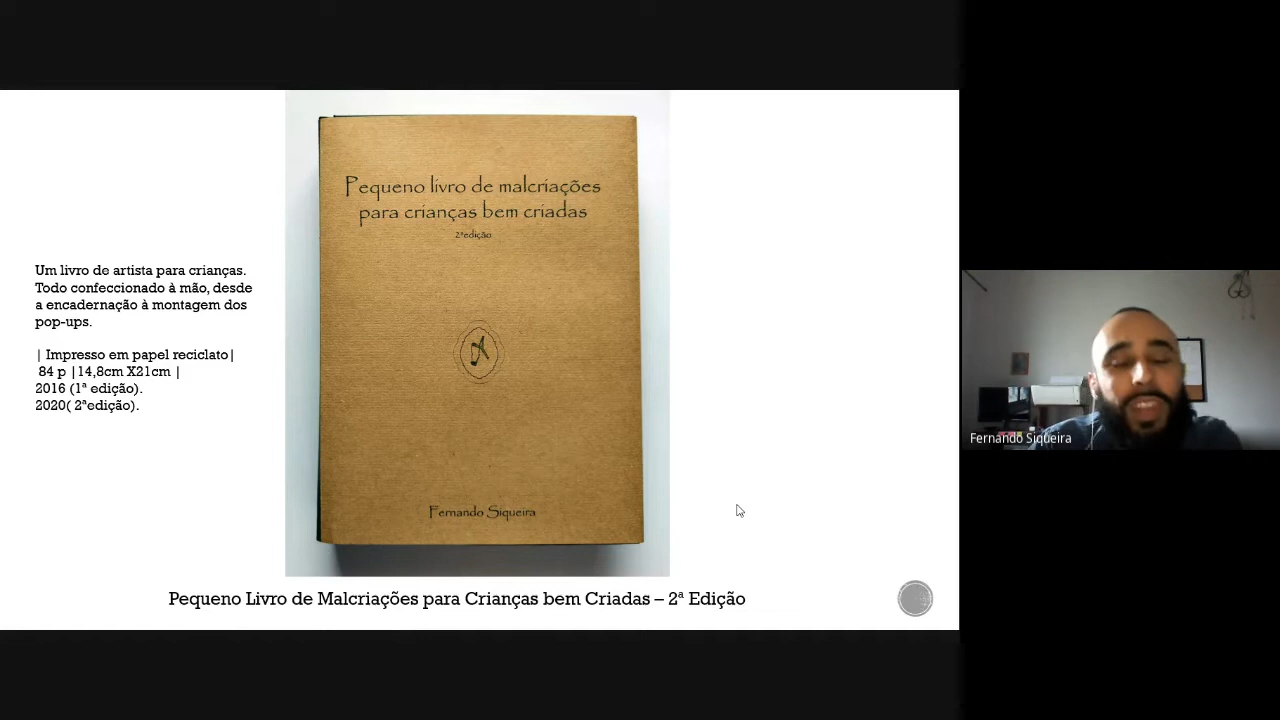 Pequeno livro de malcriações
para crianças bem criadas
2ªedição
Fernando Siqueira
Um livro de artista para crianças.
Todo confeccionado à mão, desde
a encadernação à montagem dos
pop-ups.
| Impresso em papel reciclato|
84 p |14,8cm X21cm |
2016 (1ª edição).
2020( 2ªedição).
Pequeno Livro de Malcriações para Crianças bem Criadas – 2ª Edição
Fernando Siqueira